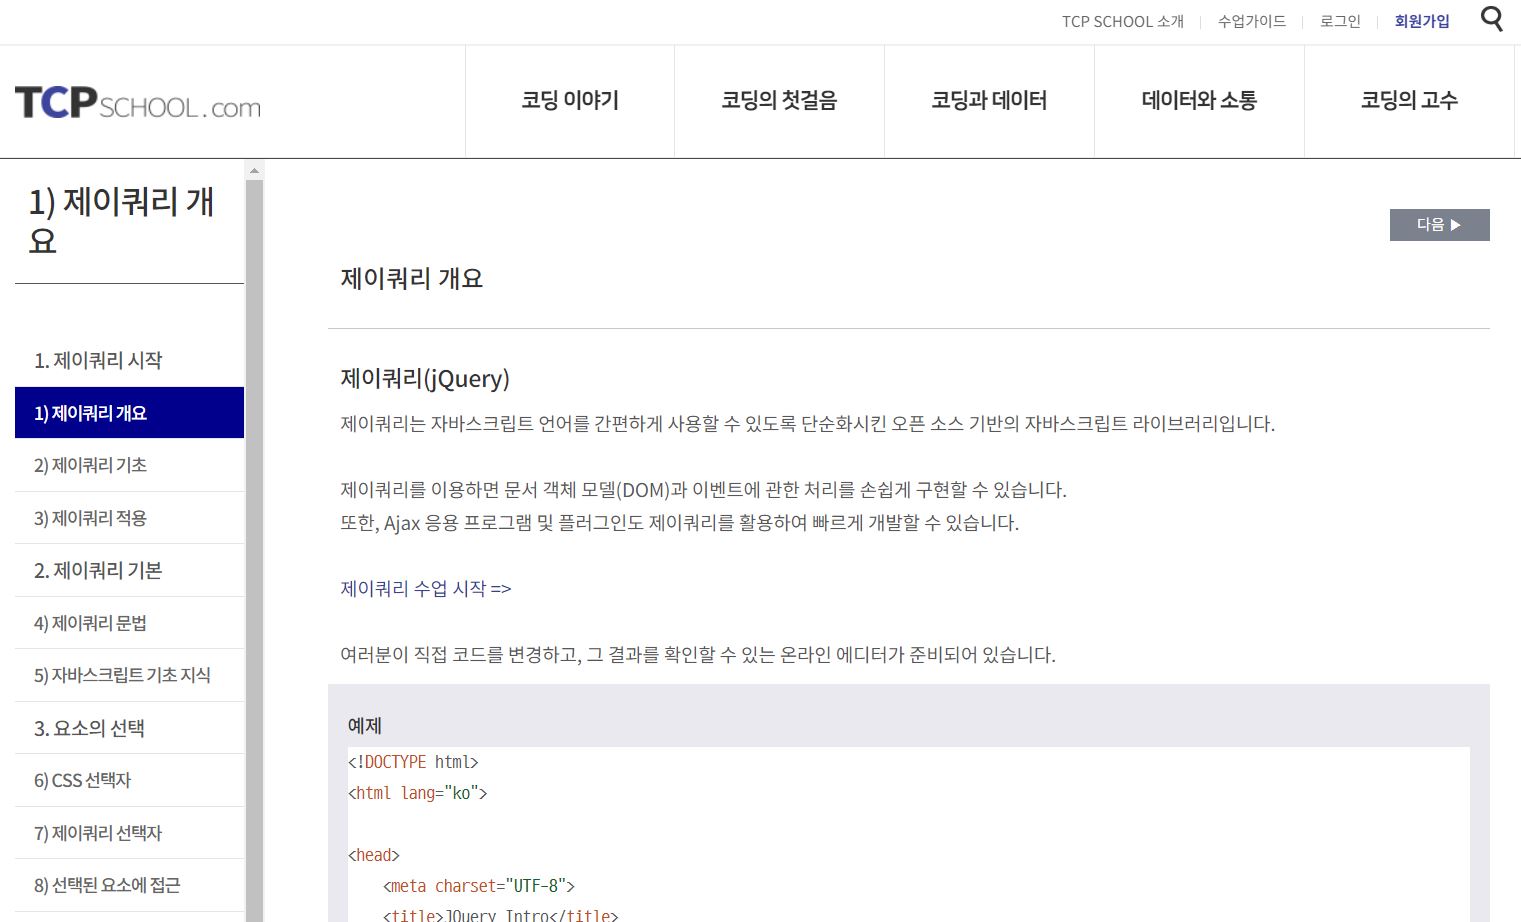 TCP SCHOOL 소개 수업가이드 로그인 회원가입
TCPSCHOOL.com
코딩 이야기 코딩의 첫걸음 코딩과 데이터 데이터와 소통 코딩의 고수
1) 제이쿼리 개
요
1. 제이쿼리 시작
1) 제이쿼리 개요
2) 제이쿼리 기초
3) 제이쿼리 적용
2. 제이쿼리 기본
4) 제이쿼리 문법
5) 자바스크립트 기초 지식
3. 요소의 선택
6) CSS 선택자
7) 제이쿼리 선택자
8) 선택된 요소에 접근
다음 ▶
제이쿼리 개요
제이쿼리(jQuery)
제이쿼리는 자바스크립트 언어를 간편하게 사용할 수 있도록 단순화시킨 오픈 소스 기반의 자바스크립트 라이브러리입니다.
제이쿼리를 이용하면 문서 객체 모델(DOM)과 이벤트에 관한 처리를 손쉽게 구현할 수 있습니다.
또한, Ajax 응용 프로그램 및 플러그인도 제이쿼리를 활용하여 빠르게 개발할 수 있습니다.
제이쿼리 수업 시작 =>
여러분이 직접 코드를 변경하고, 그 결과를 확인할 수 있는 온라인 에디터가 준비되어 있습니다.
예제
<!DOCTYPE html>
<html lang="ko">
<head>
<meta charset="UTF-8">
<title>JQuery Intro</title>